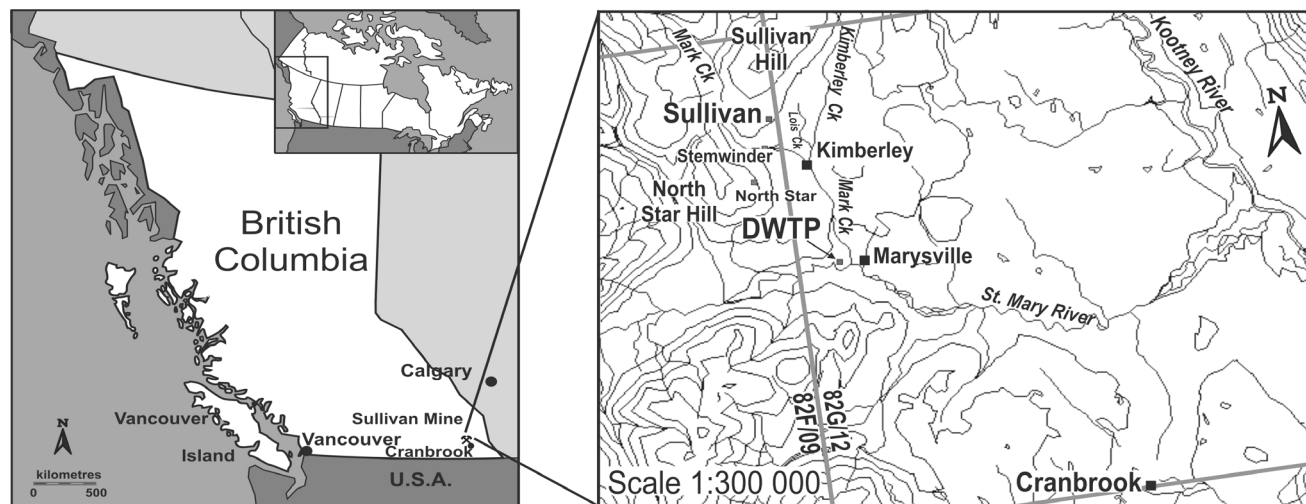 British
Columbia
Calgary
Sullivan Mine
Vancouver
Island
Vancouver
Cranbrook
N
kilometres
0 500
U.S.A.
Sullivan
Hill
Mark Ck
Kimberley Ck
Kootney River
N
Sullivan
Lois Ck
Stemwinder
Kimberley
North
Star Hill
North Star
Mark Ck
DWTP
Marysville
St. Mary River
82F/09
82G/12
Scale 1:300 000
Cranbrook